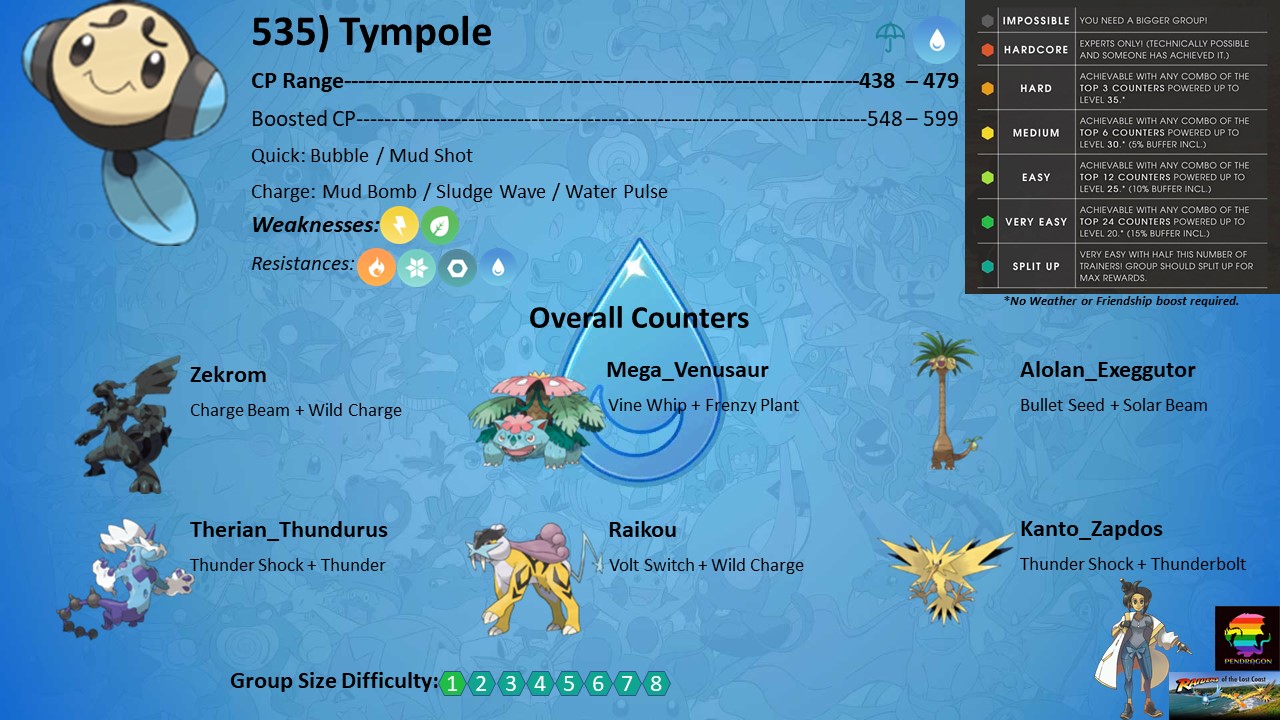 535) Tympole
CP Range------------------------------------------------------------------------438 – 479
Boosted CP------------------------------------------------------------------------548 – 599
Quick: Bubble / Mud Shot
Charge: Mud Bomb / Sludge Wave / Water Pulse
Weaknesses:
Resistances:
IMPOSSIBLE
YOU NEED A BIGGER GROUP!
HARDCORE
EXPERTS ONLY! (TECHNICALLY POSSIBLE
AND SOMEONE HAS ACHIEVED IT.)
HARD
ACHIEVABLE WITH ANY COMBO OF THE
TOP 3 COUNTERS POWERED UP TO
LEVEL 35.*
MEDIUM
ACHIEVABLE WITH ANY COMBO OF THE
TOP 6 COUNTERS POWERED UP TO
LEVEL 30.* (5% BUFFER INCL.)
EASY
ACHIEVABLE WITH ANY COMBO OF THE
TOP 12 COUNTERS POWERED UP TO
LEVEL 25.* (10% BUFFER INCL.)
VERY EASY
ACHIEVABLE WITH ANY COMBO OF THE
TOP 24 COUNTERS POWERED UP TO
LEVEL 20.* (15% BUFFER INCL.)
SPLIT UP
VERY EASY WITH HALF THIS NUMBER OF
TRAINERS! GROUP SHOULD SPLIT UP FOR
MAX REWARDS.
*No Weather or Friendship boost required.
Overall Counters
Zekrom
Charge Beam + Wild Charge
Mega_Venusaur
Vine Whip + Frenzy Plant
Alolan_Exeggutor
Bullet Seed + Solar Beam
Therian_Thundurus
Thunder Shock + Thunder
Raikou
Volt Switch + Wild Charge
Kanto_Zapdos
Thunder Shock + Thunderbolt
Group Size Difficulty: 1 2 3 4 5 6 7 8
PENDRAGON
RAIDERS of the Lost Coast